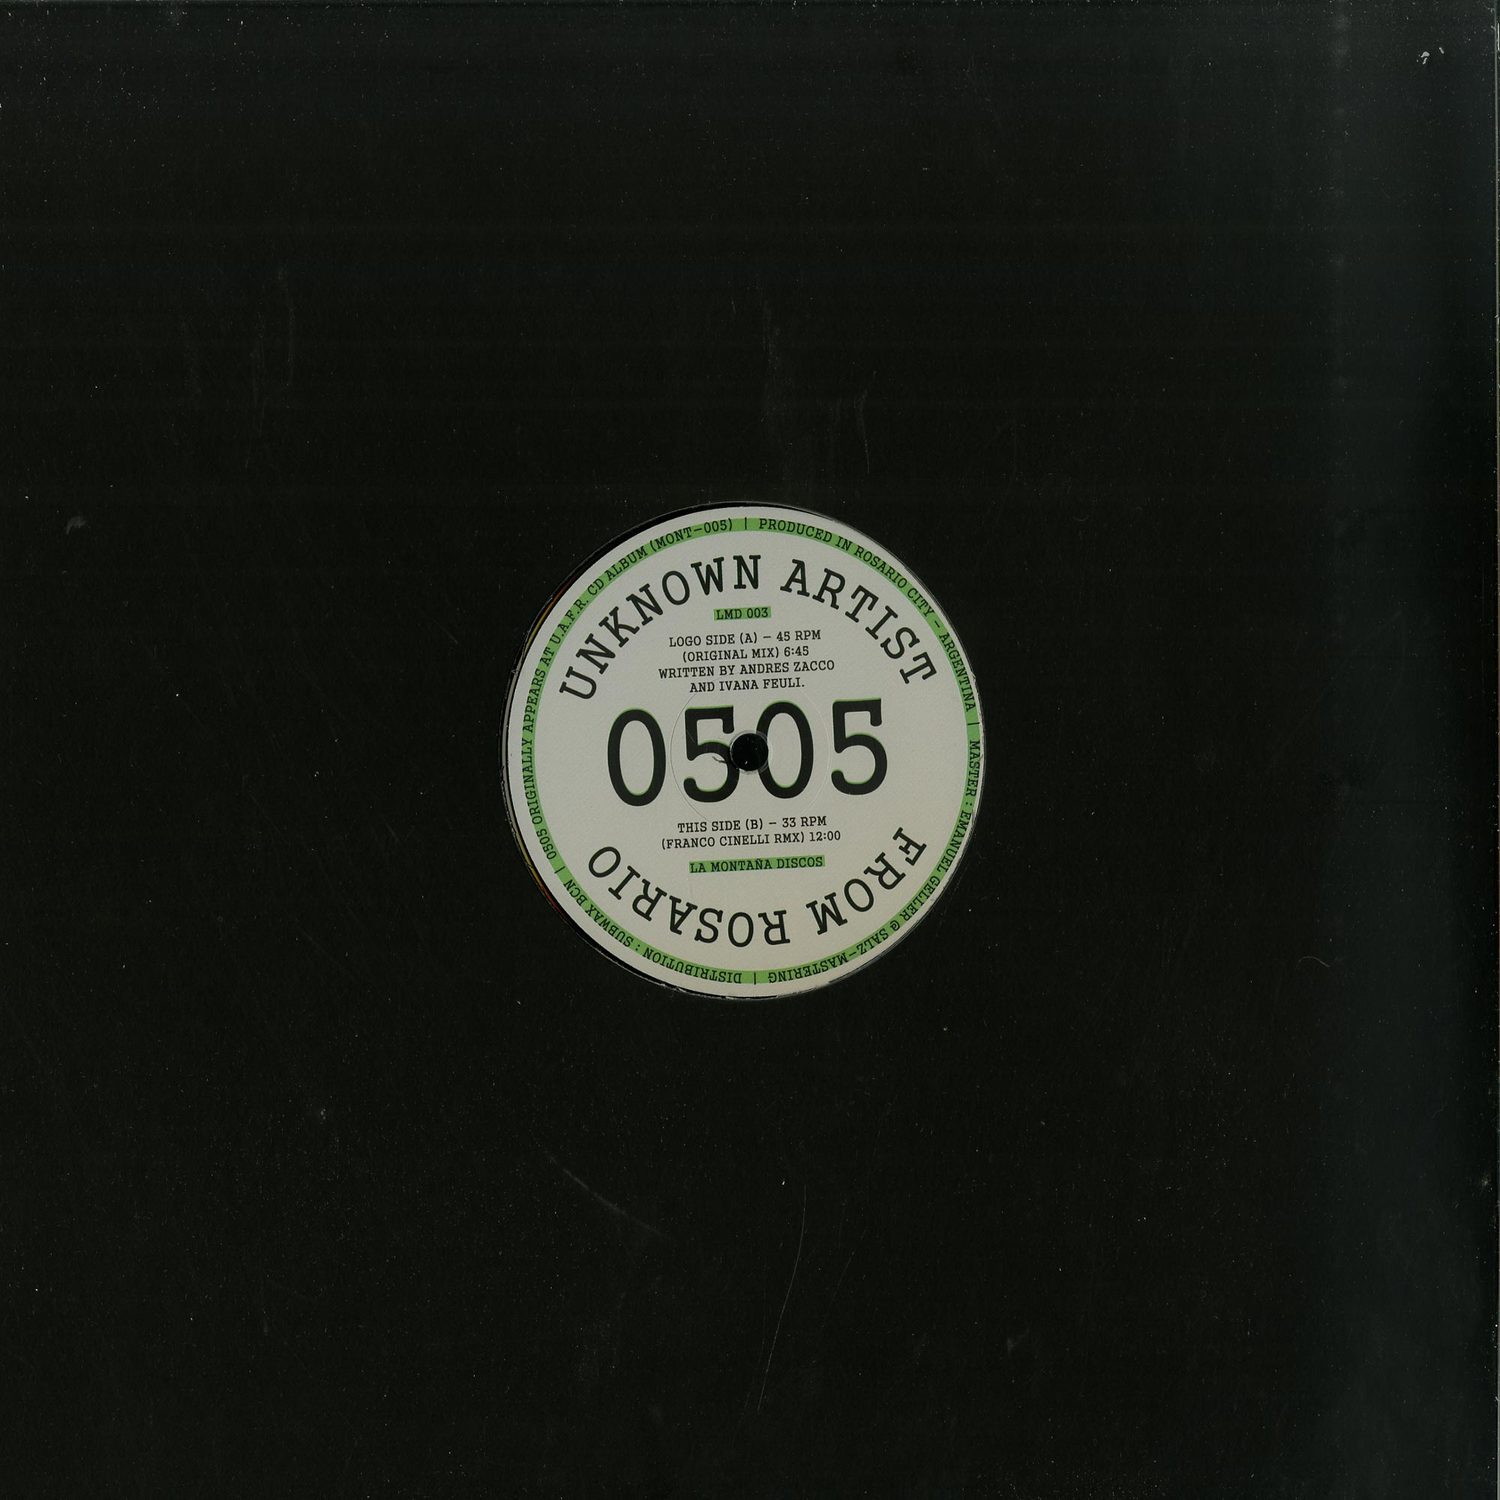 UNKNOWN ARTIST
LMD 003
LOGO SIDE (A) – 45 RPM
(ORIGINAL MIX) 6:45
WRITTEN BY ANDRES ZACCO
AND IVANA FEULI.
0505
THIS SIDE (B) – 33 RPM
(FRANCO CINELLI RMX) 12:00
LA MONTAÑA DISCOS
FROM ROSARIO
0505 ORIGINALLY APPEARS AT U.A.F.R. CD ALBUM (MONT-005) | PRODUCED IN ROSARIO CITY - ARGENTINA | MASTER : EMANUEL GELLER @ SALZ-MASTERING | DISTRIBUTION : SUBWAX BCN |